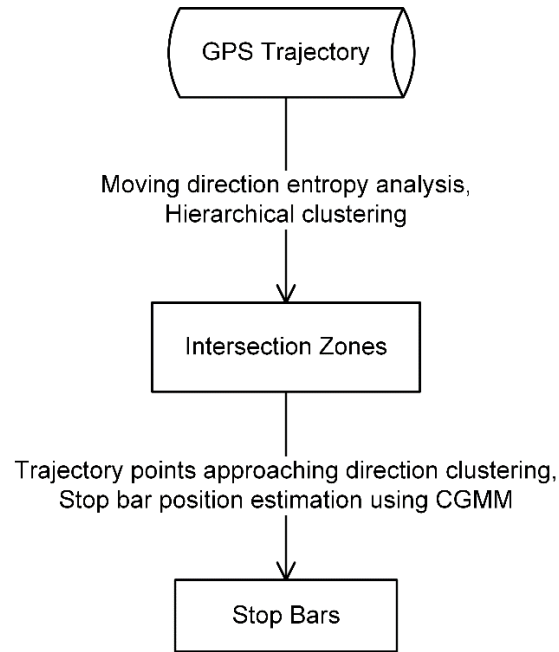 GPS Trajectory
Moving direction entropy analysis,
Hierarchical clustering
Intersection Zones
Trajectory points approaching direction clustering,
Stop bar position estimation using CGMM
Stop Bars